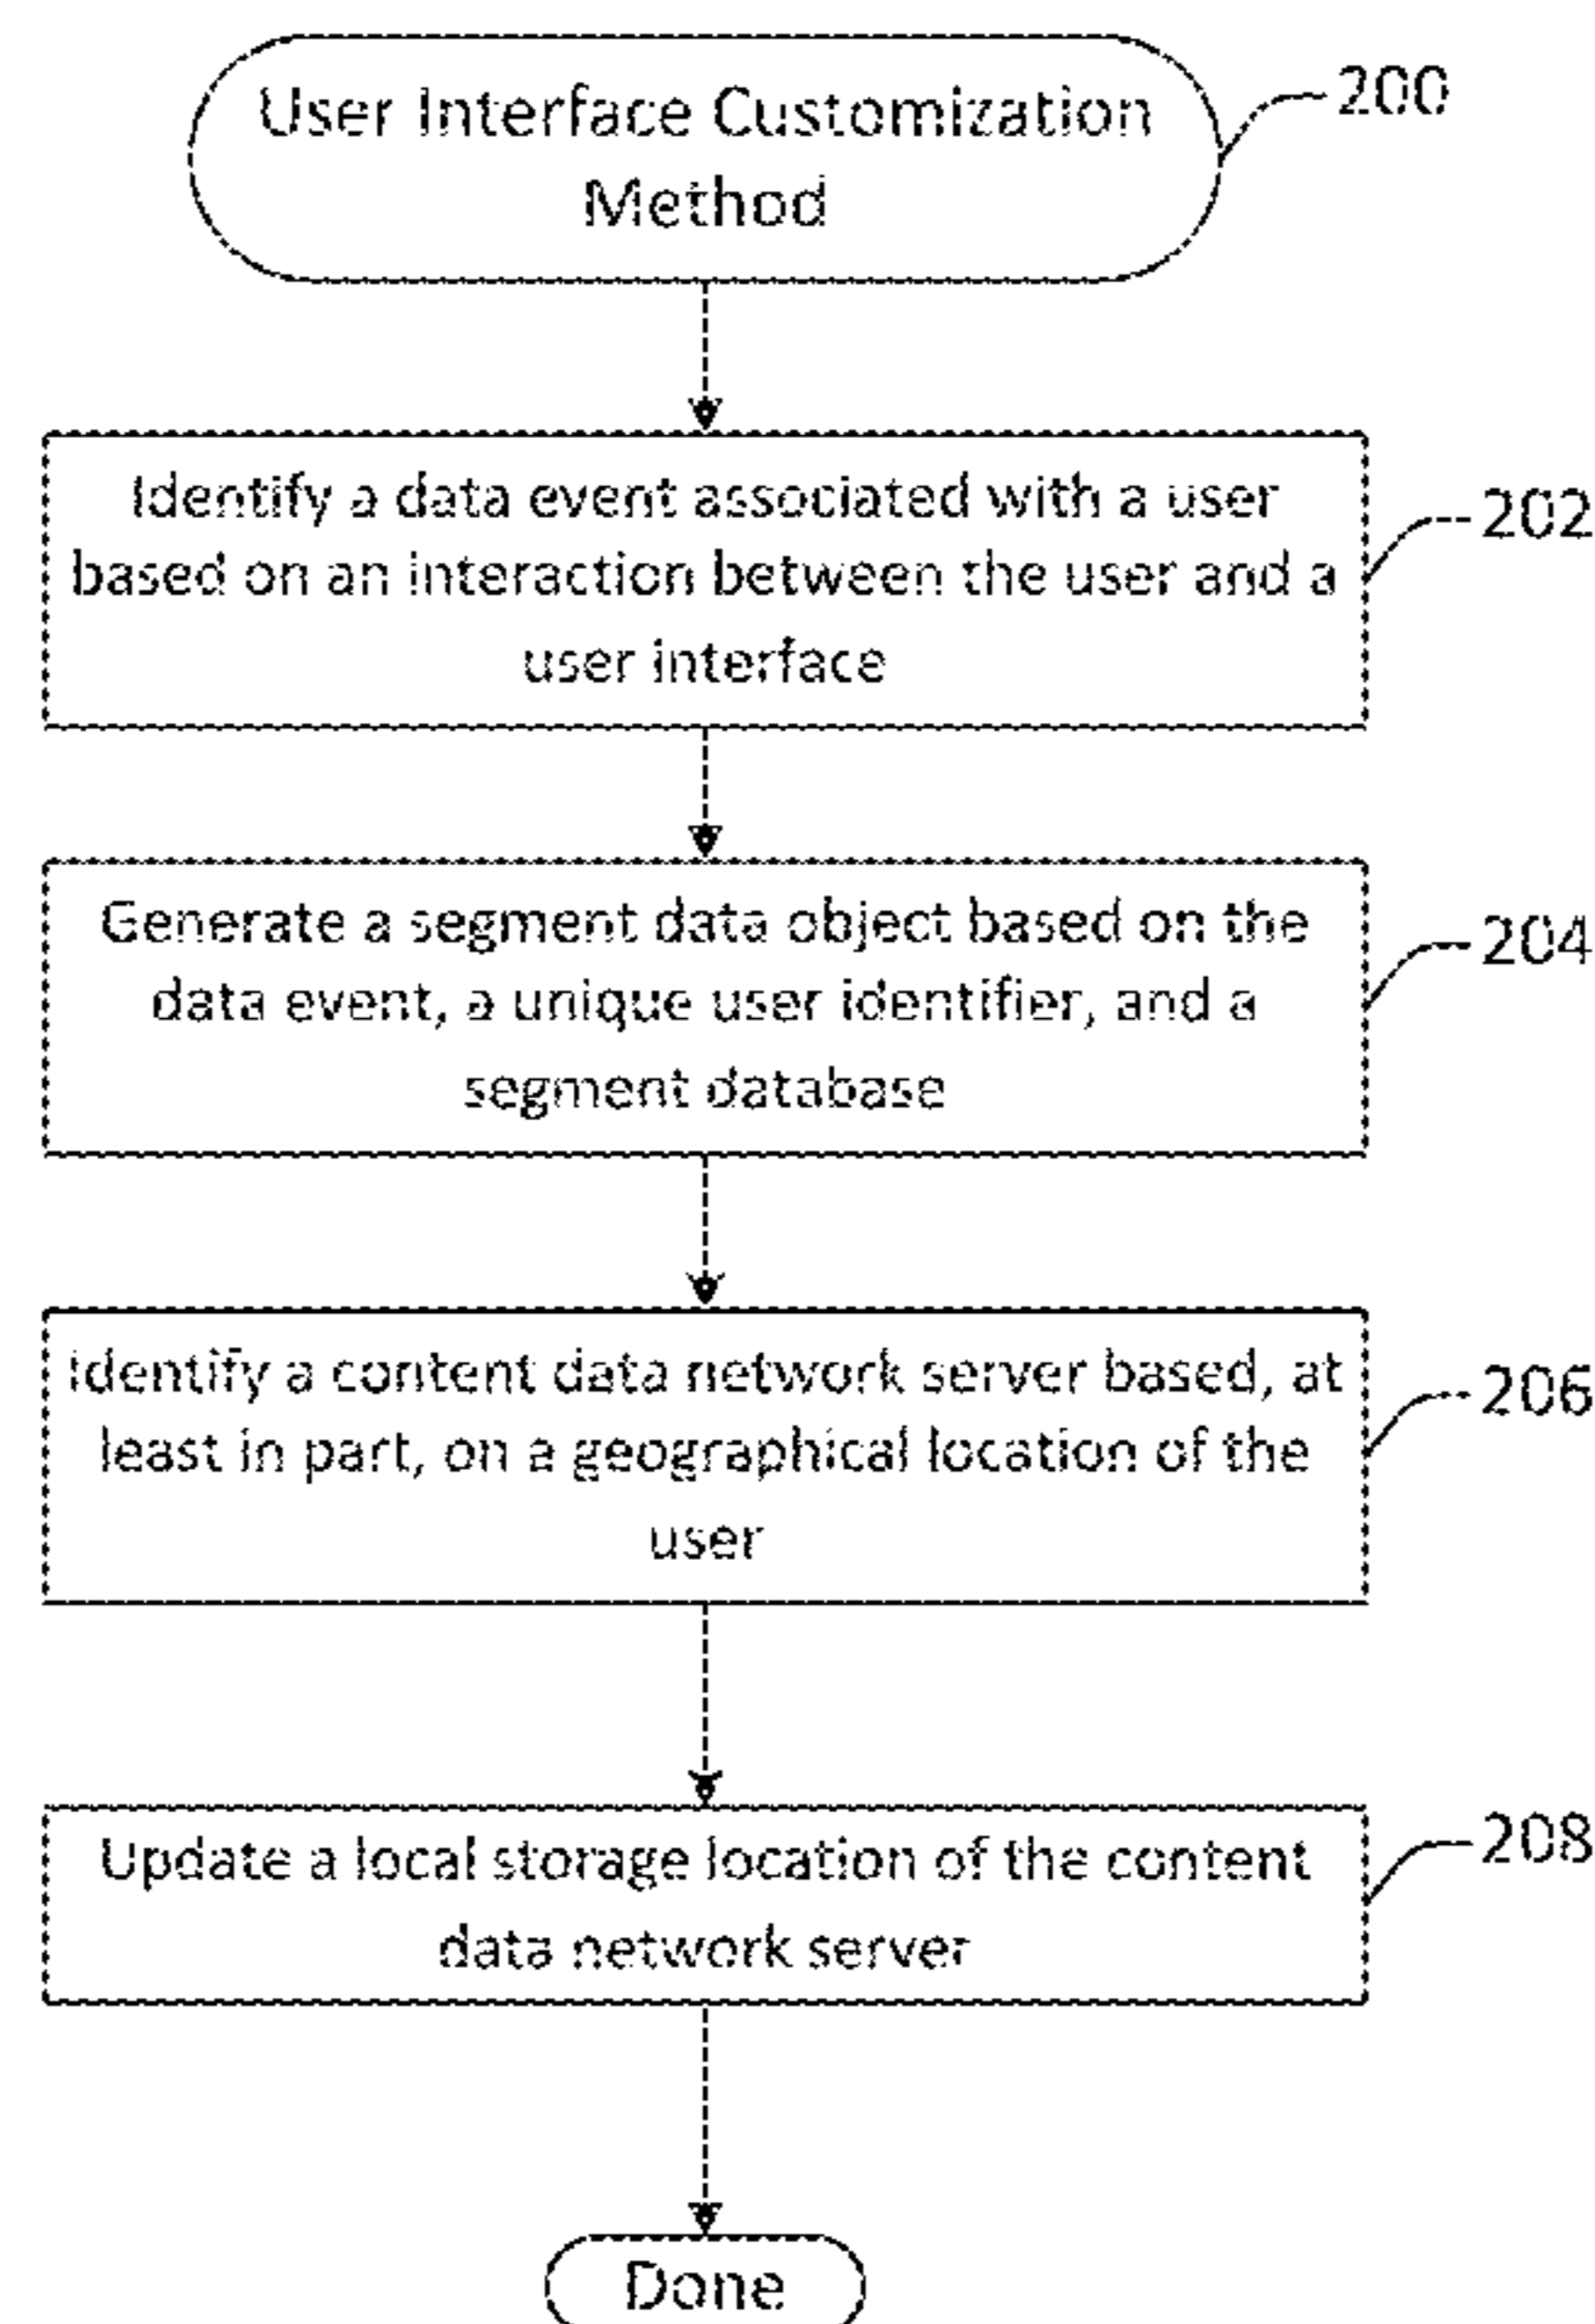 User Interface Customization
Method
200
Identify a data event associated with a user
based on an interaction between the user and a
user interface
202
Generate a segment data object based on the
data event, a unique user identifier, and a
segment database
204
Identify a content data network server based, at
least in part, on a geographical location of the
user
206
Update a local storage location of the content
data network server
208
Done